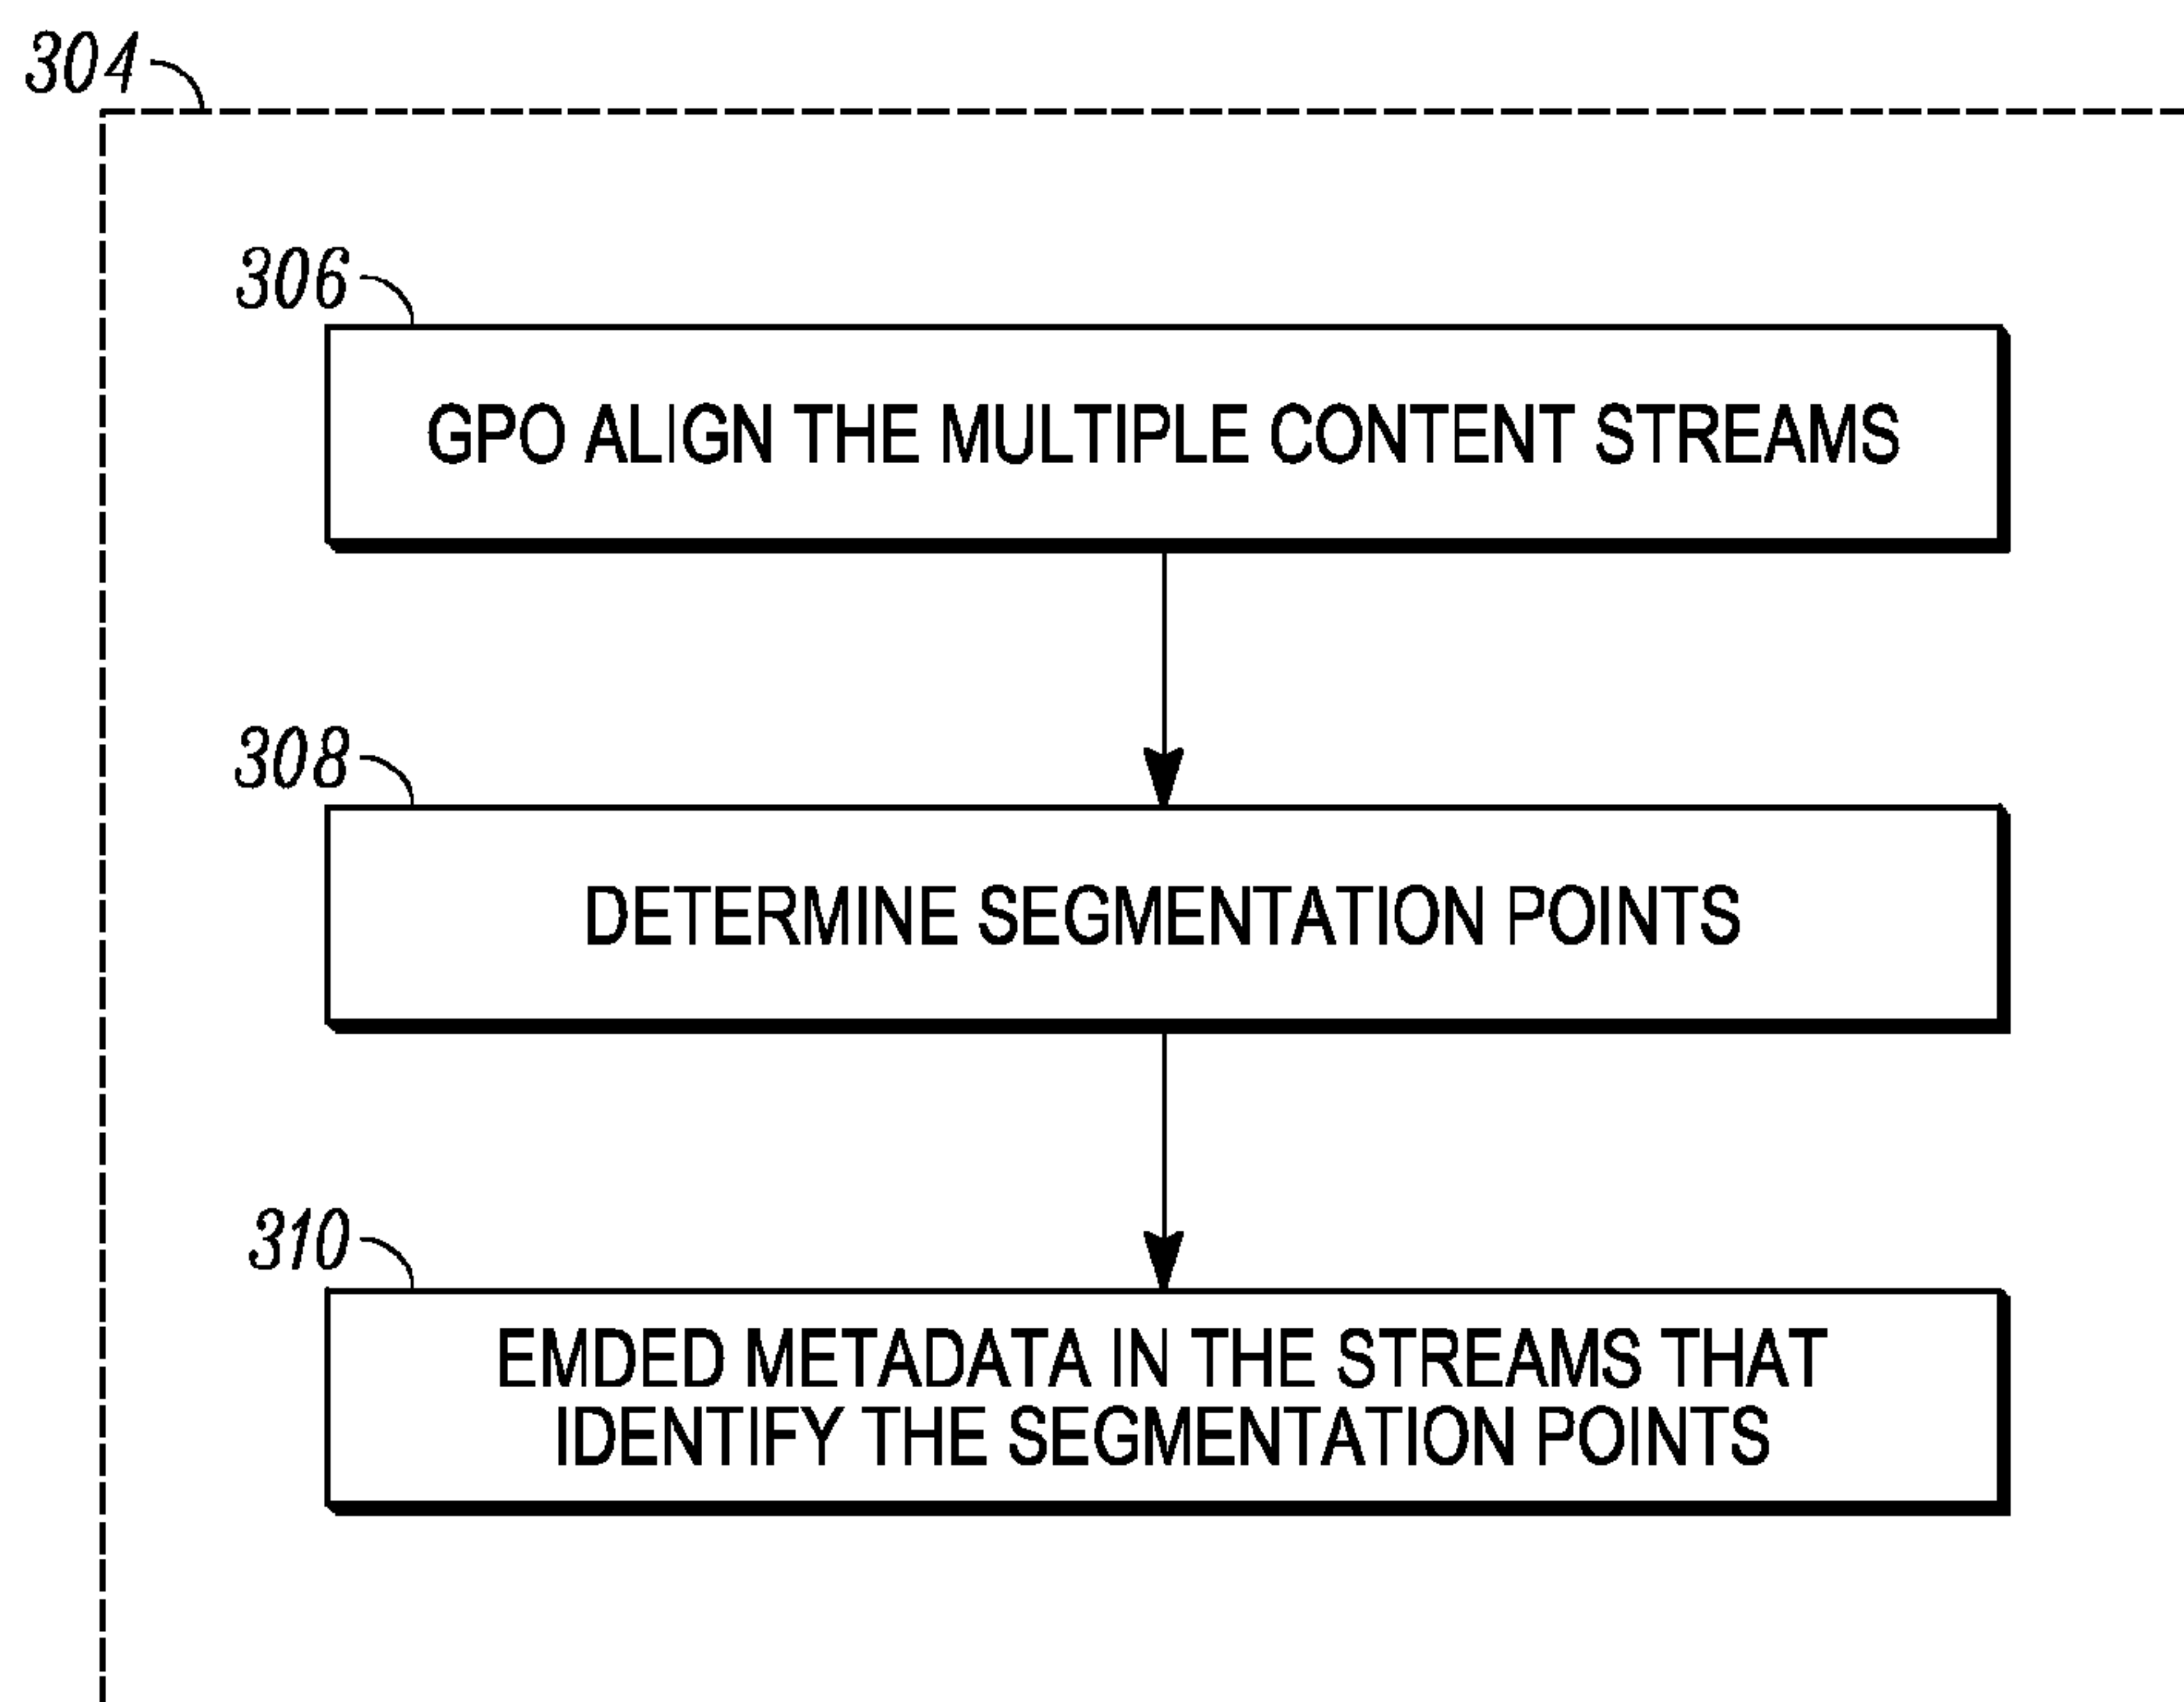 304
306
GPO ALIGN THE MULTIPLE CONTENT STREAMS
308
DETERMINE SEGMENTATION POINTS
310
EMDED METADATA IN THE STREAMS THAT
IDENTIFY THE SEGMENTATION POINTS